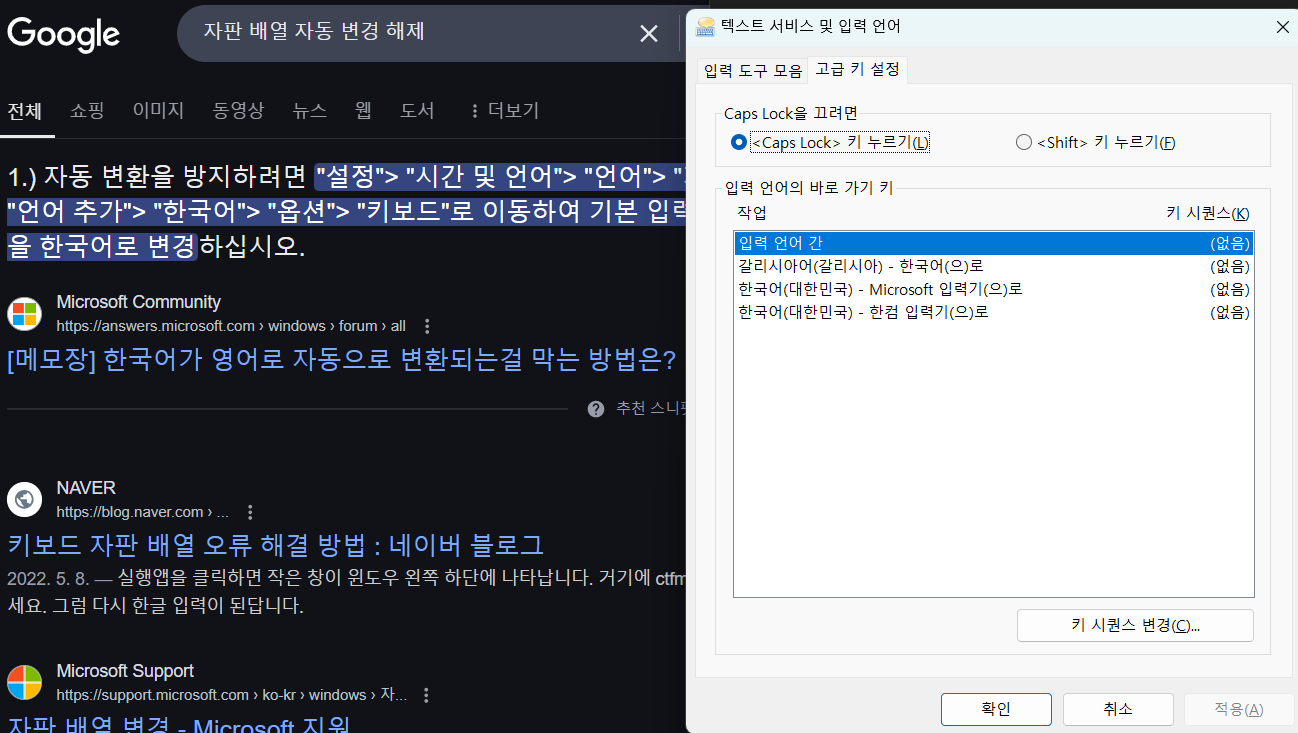 Google
자판 배열 자동 변경 해제
전체 쇼핑 이미지 동영상 뉴스 웹 도서 더보기
1.) 자동 변환을 방지하려면 "설정"> "시간 및 언어"> "언어">
"언어 추가"> "한국어"> "옵션"> "키보드"로 이동하여 기본
을 한국어로 변경하십시오.
Microsoft Community
https://answers.microsoft.com › windows › forum › all
[메모장] 한국어가 영어로 자동으로 변환되는걸 막는 방법은?
추천
NAVER
https://blog.naver.com › ...
키보드 자판 배열 오류 해결 방법 : 네이버 블로그
2022. 5. 8. — 실행앱을 클릭하면 작은 창이 윈도우 왼쪽 하단에 나타납니다. 거기에 ctfm
세요. 그럼 다시 한글 입력이 된답니다.
Microsoft Support
https://support.microsoft.com › ko-kr › windows › 자...
자판 배열 변경 - Microsoft 지원
텍스트 서비스 및 입력 언어
입력 도구 모음 고급 키 설정
Caps Lock을 끄려면
<Caps Lock> 키 누르기(L) <Shift> 키 누르기(F)
입력 언어의 바로 가기 키
작업 키 시퀀스(K)
입력 언어 간 (없음)
갈리시아어(갈리시아) - 한국어(으)로 (없음)
한국어(대한민국) - Microsoft 입력기(으)로 (없음)
한국어(대한민국) - 한컴 입력기(으)로 (없음)
키 시퀀스 변경(C)...
확인 취소 적용(A)